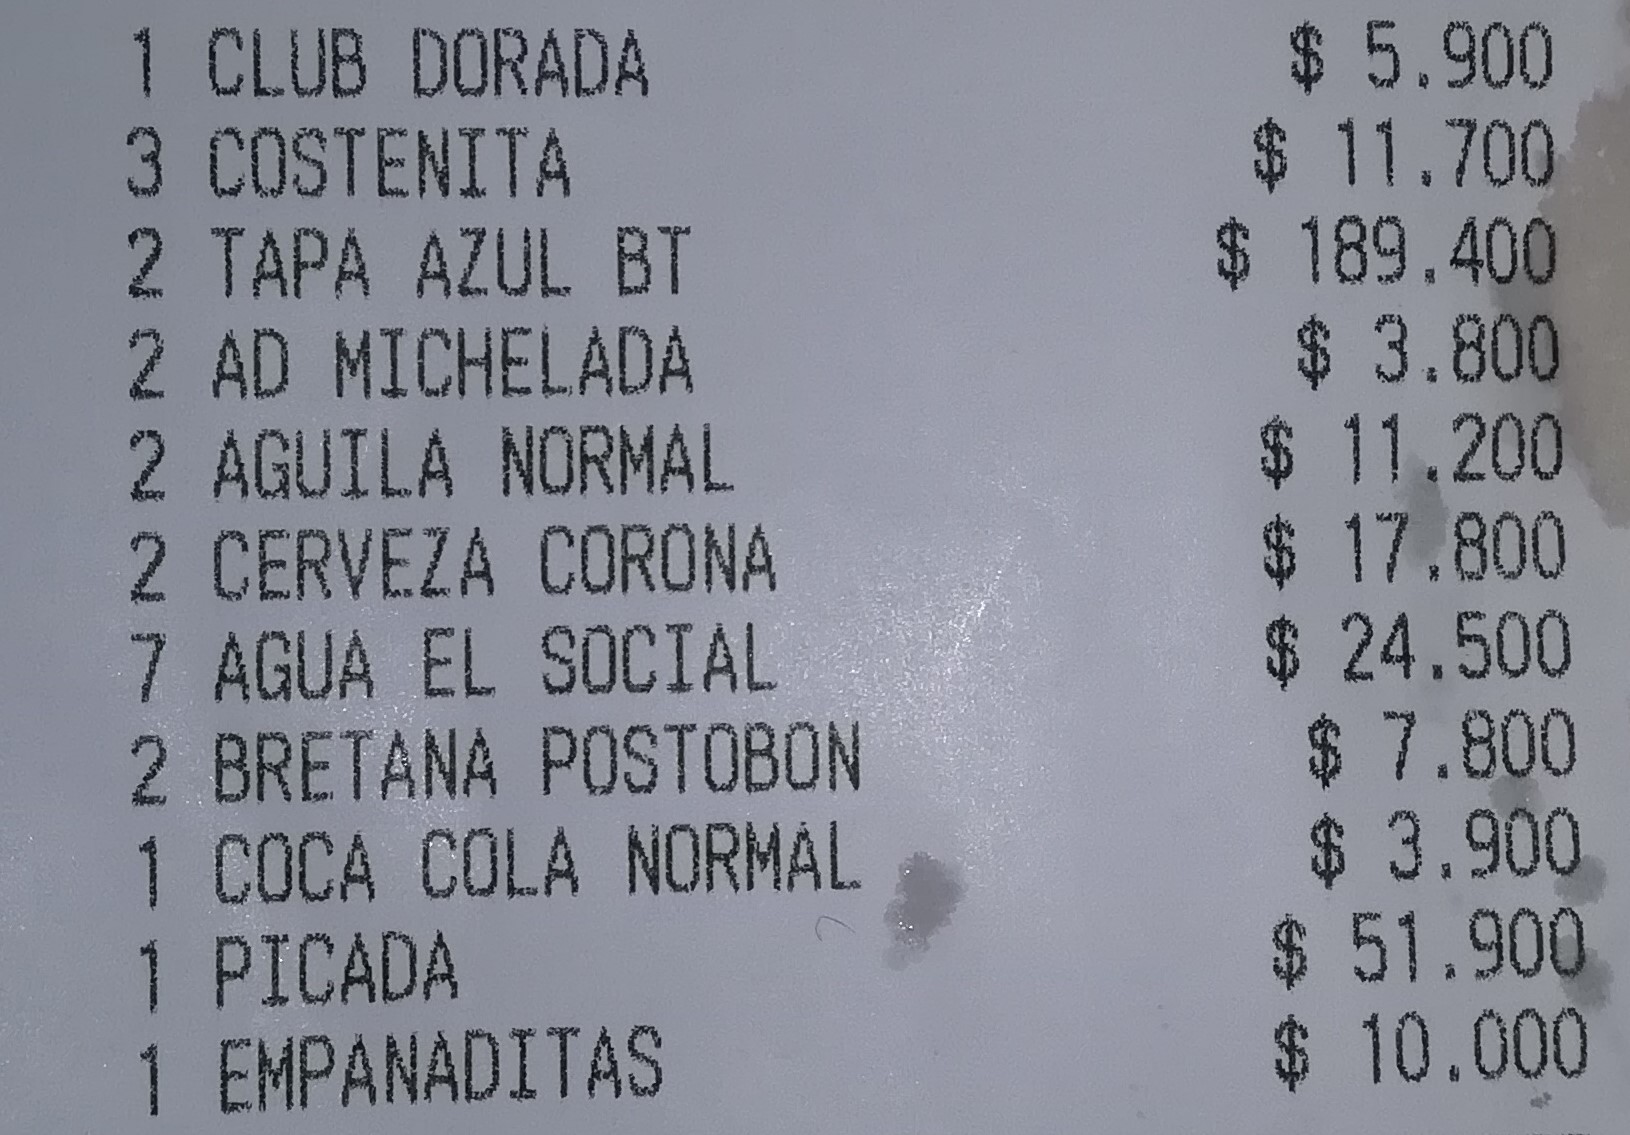 1 CLUB DORADA $ 5.900
3 COSTENITA $ 11.700
2 TAPA AZUL BT $ 189.400
2 AD MICHELADA $ 3.800
2 AGUILA NORMAL $ 11.200
2 CERVEZA CORONA $ 17.800
7 AGUA EL SOCIAL $ 24.500
2 BRETANA POSTOBON $ 7.800
1 COCA COLA NORMAL $ 3.900
1 PICADA $ 51.900
1 EMPANADITAS $ 10.000